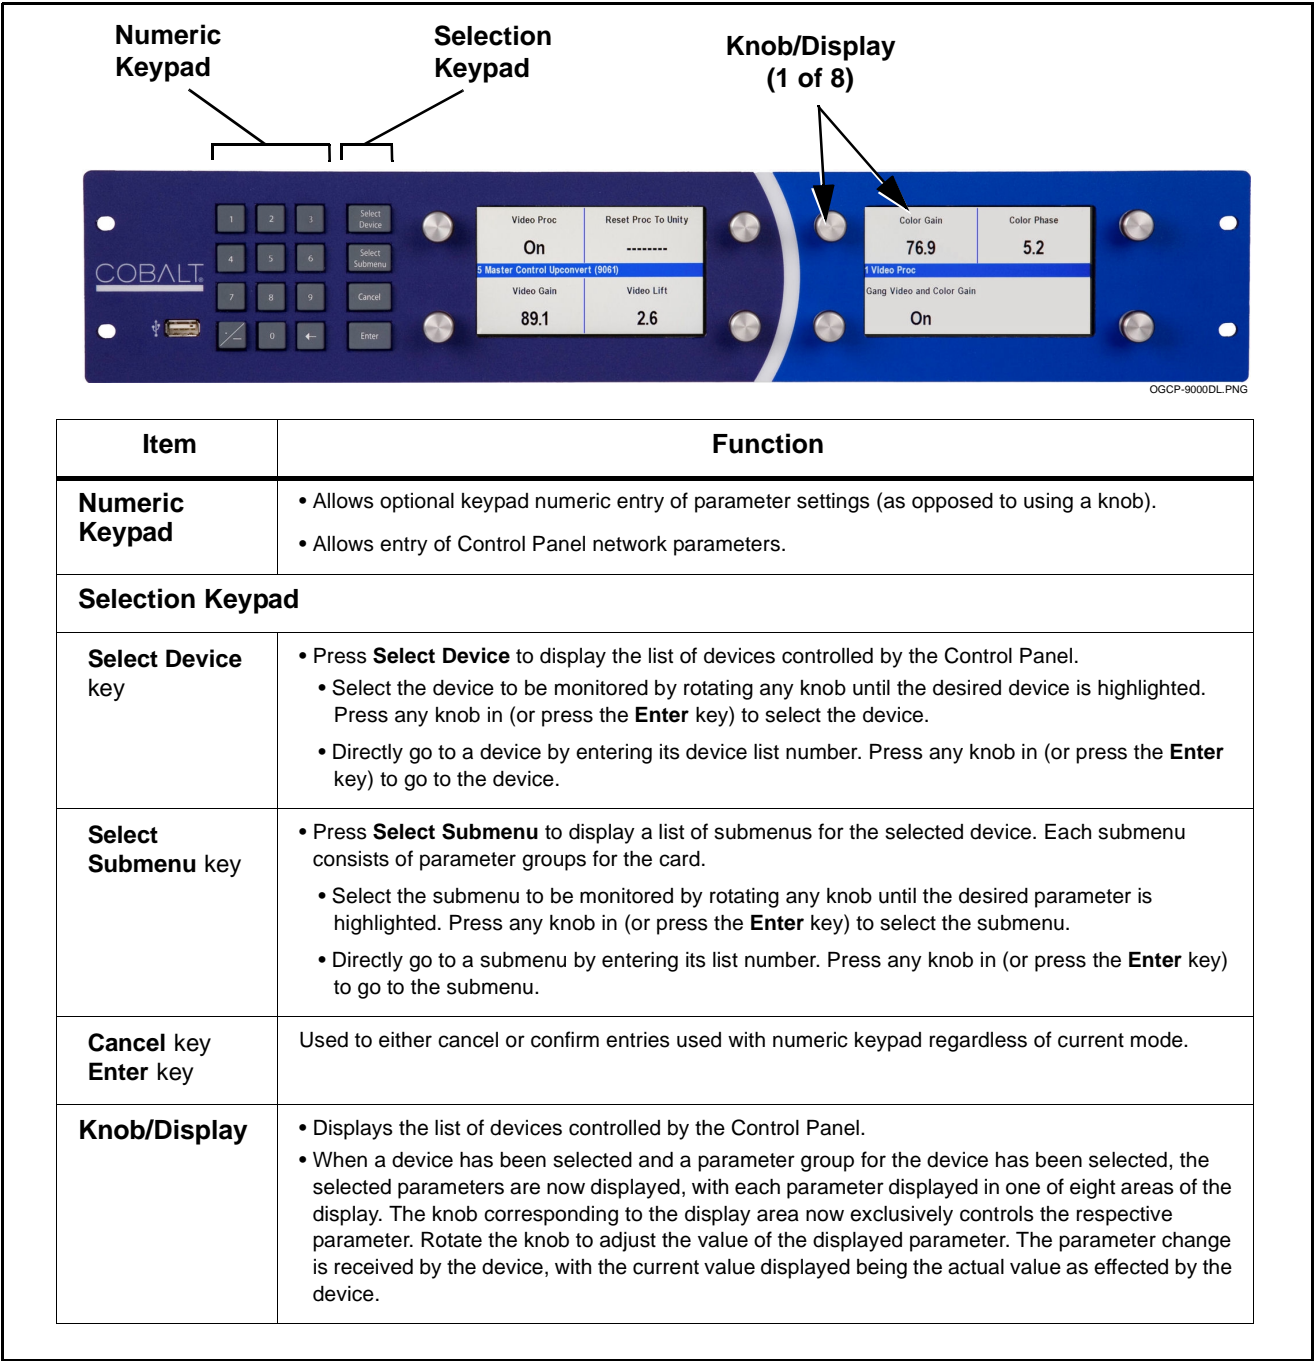 Numeric
Keypad
Selection
Keypad
Knob/Display
(1 of 8)
COBALT
1 2 3
4 5 6
7 8 9
./— 0 ←
Select
Device
Select
Submenu
Cancel
Enter
Video Proc
On
Reset Proc To Unity
--------
5 Master Control Upconvert (9061)
Video Gain
89.1
Video Lift
2.6
Color Gain
76.9
Color Phase
5.2
1 Video Proc
Gang Video and Color Gain
On
OGCP-9000DL.PNG
Item
Function
Numeric
Keypad
• Allows optional keypad numeric entry of parameter settings (as opposed to using a knob).
• Allows entry of Control Panel network parameters.
Selection Keypad
Select Device
key
• Press Select Device to display the list of devices controlled by the Control Panel.
• Select the device to be monitored by rotating any knob until the desired device is highlighted.
Press any knob in (or press the Enter key) to select the device.
• Directly go to a device by entering its device list number. Press any knob in (or press the Enter
key) to go to the device.
Select
Submenu key
• Press Select Submenu to display a list of submenus for the selected device. Each submenu
consists of parameter groups for the card.
• Select the submenu to be monitored by rotating any knob until the desired parameter is
highlighted. Press any knob in (or press the Enter key) to select the submenu.
• Directly go to a submenu by entering its list number. Press any knob in (or press the Enter key)
to go to the submenu.
Cancel key
Enter key
Used to either cancel or confirm entries used with numeric keypad regardless of current mode.
Knob/Display
• Displays the list of devices controlled by the Control Panel.
• When a device has been selected and a parameter group for the device has been selected, the
selected parameters are now displayed, with each parameter displayed in one of eight areas of the
display. The knob corresponding to the display area now exclusively controls the respective
parameter. Rotate the knob to adjust the value of the displayed parameter. The parameter change
is received by the device, with the current value displayed being the actual value as effected by the
device.